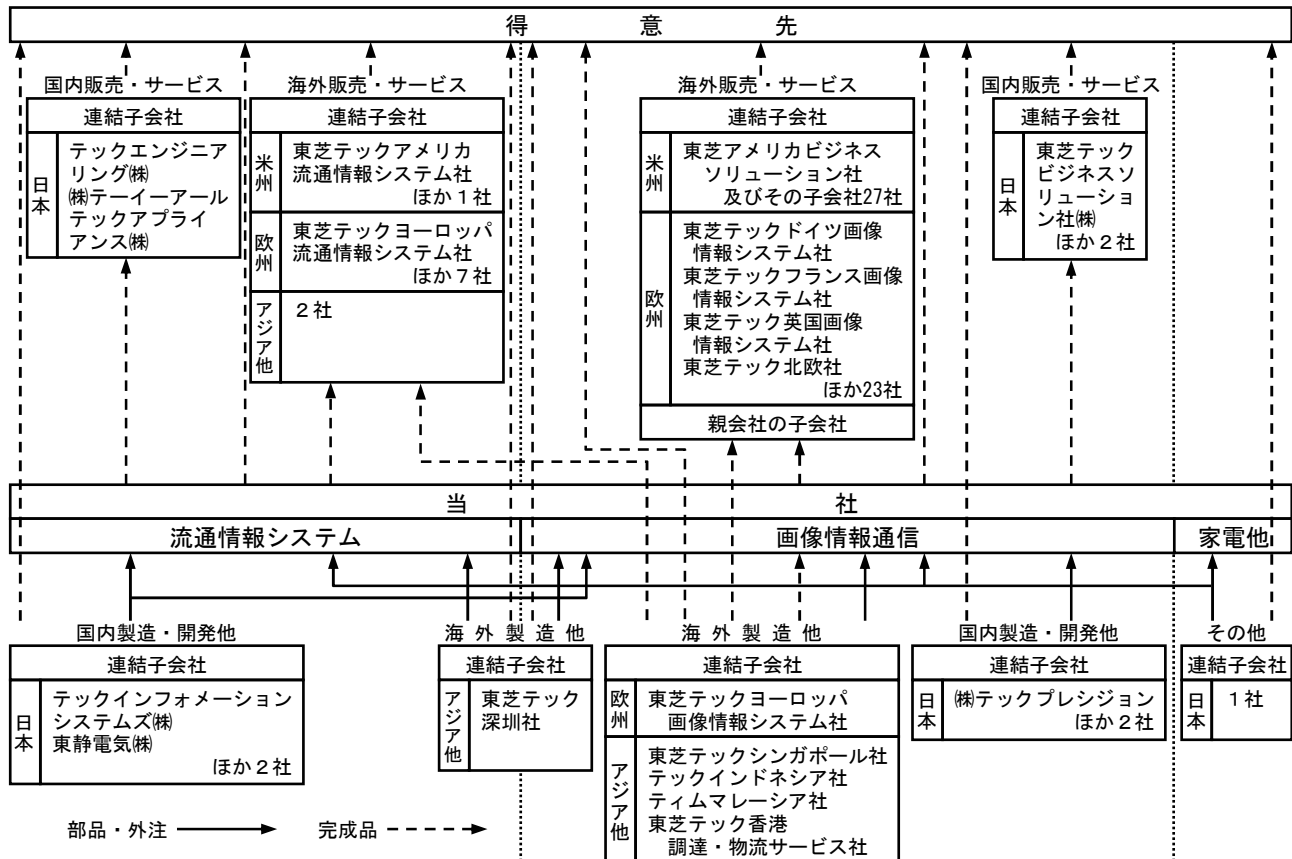 得意先
国内販売・サービス
連結子会社
日本
テックエンジニア
リング㈱
㈱テーイーアール
テックアプライ
アンス㈱
海外販売・サービス
連結子会社
米州
東芝テックアメリカ
流通情報システム社
ほか1社
欧州
東芝テックヨーロッパ
流通情報システム社
ほか7社
アジア他
2社
海外販売・サービス
連結子会社
米州
東芝アメリカビジネス
ソリューション社
及びその子会社27社
欧州
東芝テックドイツ画像
情報システム社
東芝テックフランス画像
情報システム社
東芝テック英国画像
情報システム社
東芝テック北欧社
ほか23社
親会社の子会社
国内販売・サービス
連結子会社
日本
東芝テック
ビジネスソ
リューショ
ン社㈱
ほか2社
当社
流通情報システム
画像情報通信
家電他
国内製造・開発他
連結子会社
日本
テックインフォメーション
システムズ㈱
東静電気㈱
ほか2社
海外製造他
連結子会社
アジア他
東芝テック
深圳社
海外製造他
連結子会社
欧州
東芝テックヨーロッパ
画像情報システム社
アジア他
東芝テックシンガポール社
テックインドネシア社
ティムマレーシア社
東芝テック香港
調達・物流サービス社
国内製造・開発他
連結子会社
日本
㈱テックプレシジョン
ほか2社
その他
連結子会社
日本
1社
部品・外注
完成品